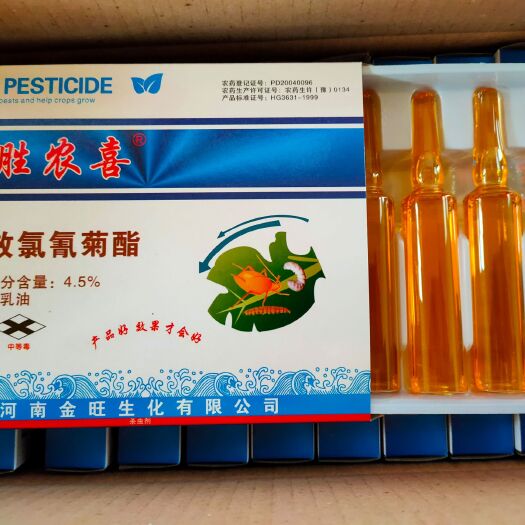 PESTICIDE
pests and help crops grow
农药登记证号：PD20040096
农药生产许可证号：农药生许（豫）0134
产品标准证号：HG3631-1999
胜农喜®
效氯氰菊酯
分含量：4.5%
乳油
中等毒
产品好 效果才会好
河南金旺生化有限公司
杀虫剂